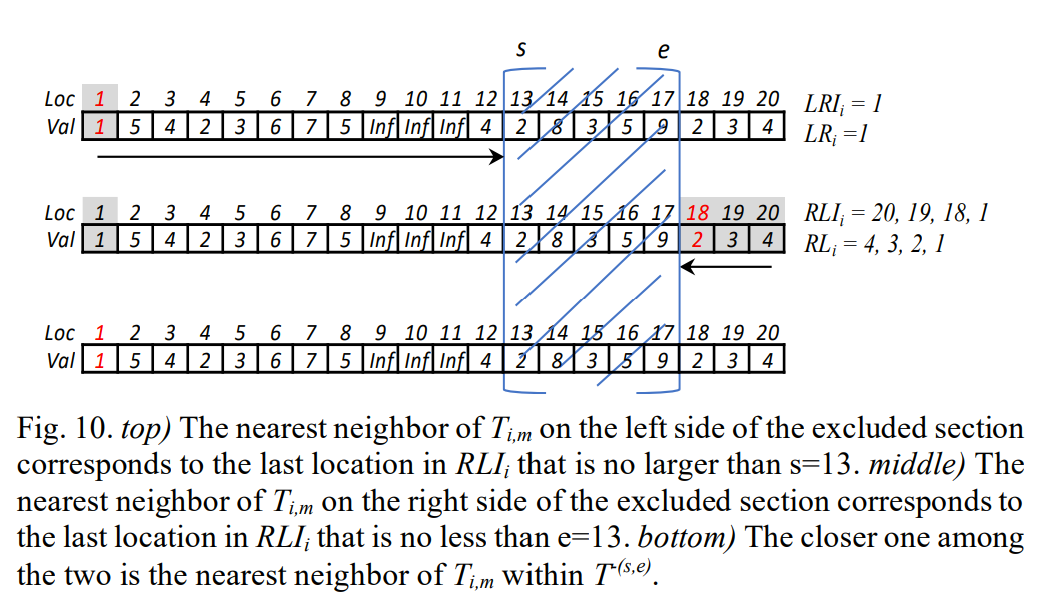 s e
Loc 1 2 3 4 5 6 7 8 9 10 11 12 13 14 15 16 17 18 19 20
Val 1 5 4 2 3 6 7 5 Inf Inf Inf 4 2 8 3 5 9 2 3 4
LRIᵢ = 1
LRᵢ =1
Loc 1 2 3 4 5 6 7 8 9 10 11 12 13 14 15 16 17 18 19 20
Val 1 5 4 2 3 6 7 5 Inf Inf Inf 4 2 8 3 5 9 2 3 4
RLIᵢ = 20, 19, 18, 1
RLᵢ = 4, 3, 2, 1
Loc 1 2 3 4 5 6 7 8 9 10 11 12 13 14 15 16 17 18 19 20
Val 1 5 4 2 3 6 7 5 Inf Inf Inf 4 2 8 3 5 9 2 3 4
Fig. 10. top) The nearest neighbor of Ti,m on the left side of the excluded section
corresponds to the last location in RLIᵢ that is no larger than s=13. middle) The
nearest neighbor of Ti,m on the right side of the excluded section corresponds to
the last location in RLIᵢ that is no less than e=13. bottom) The closer one among
the two is the nearest neighbor of Ti,m within T-(s,e).